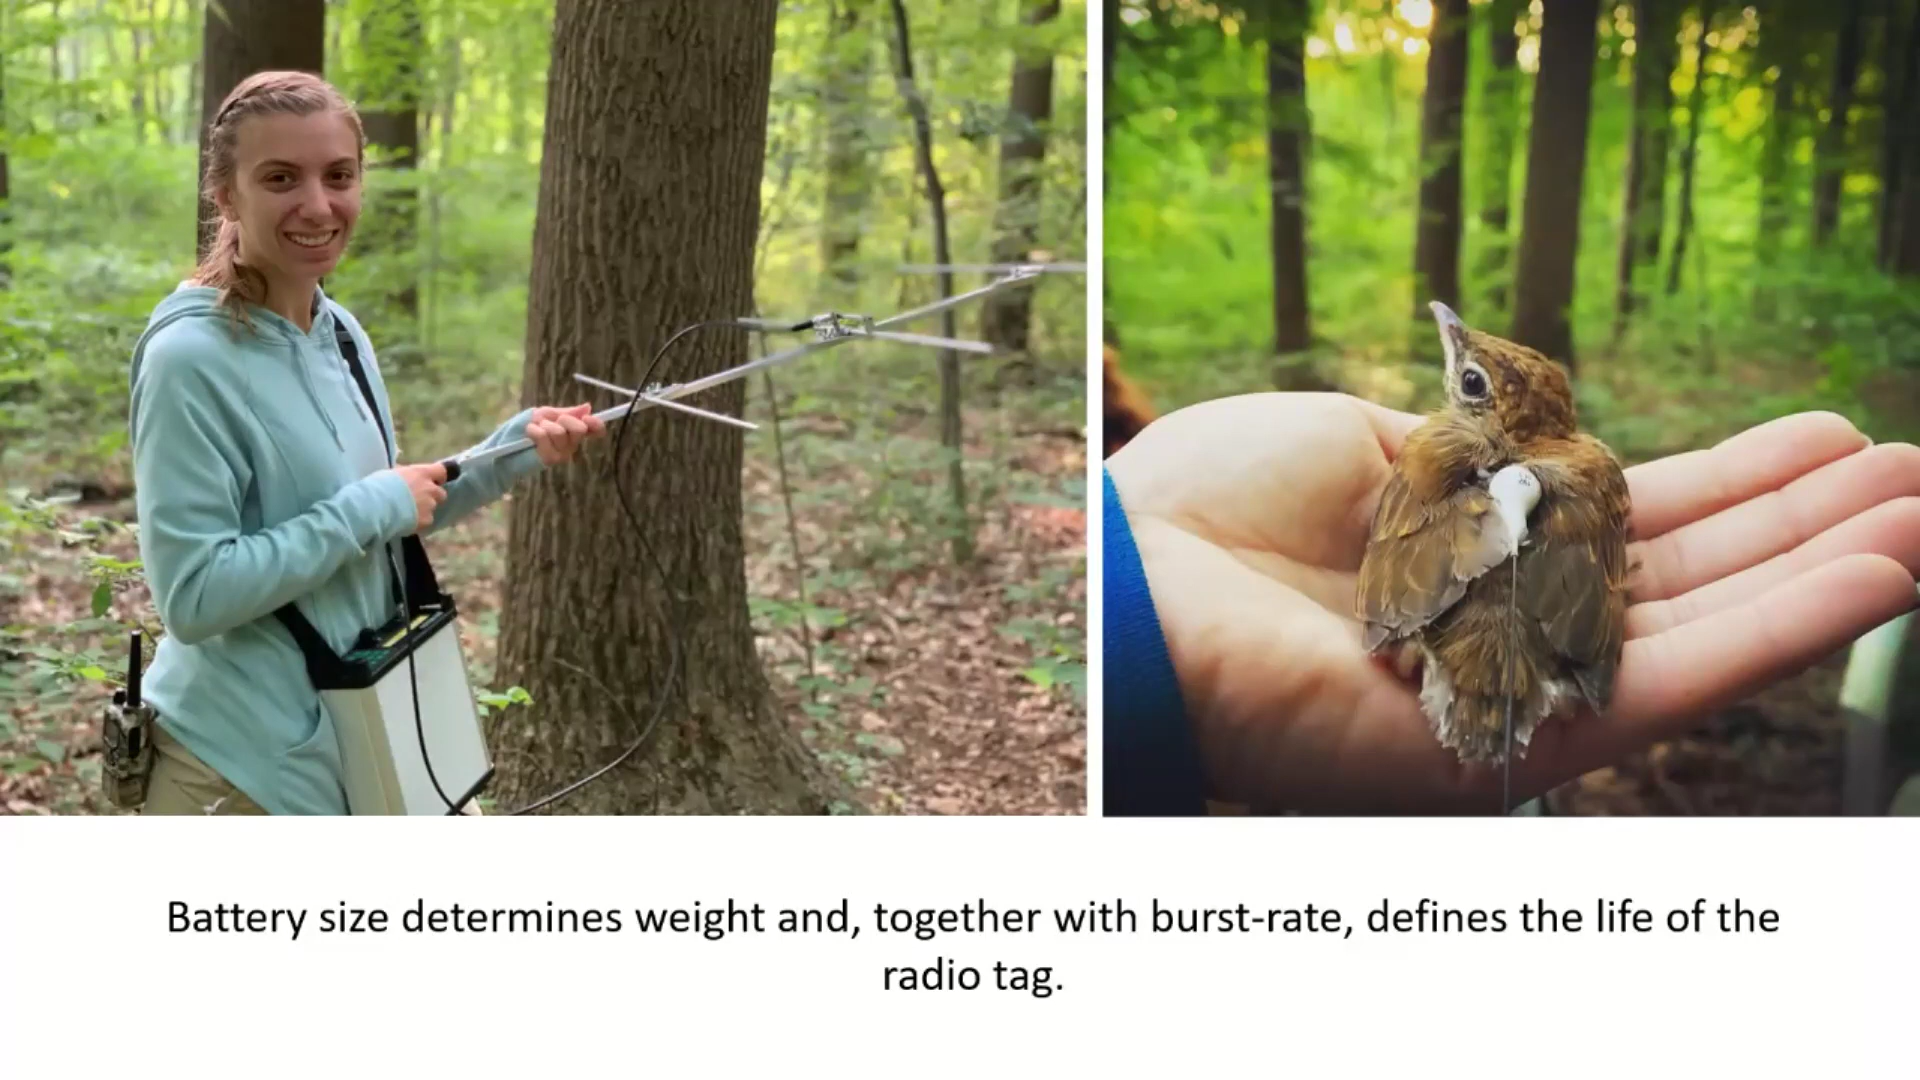 Battery size determines weight and, together with burst-rate, defines the life of the
radio tag.